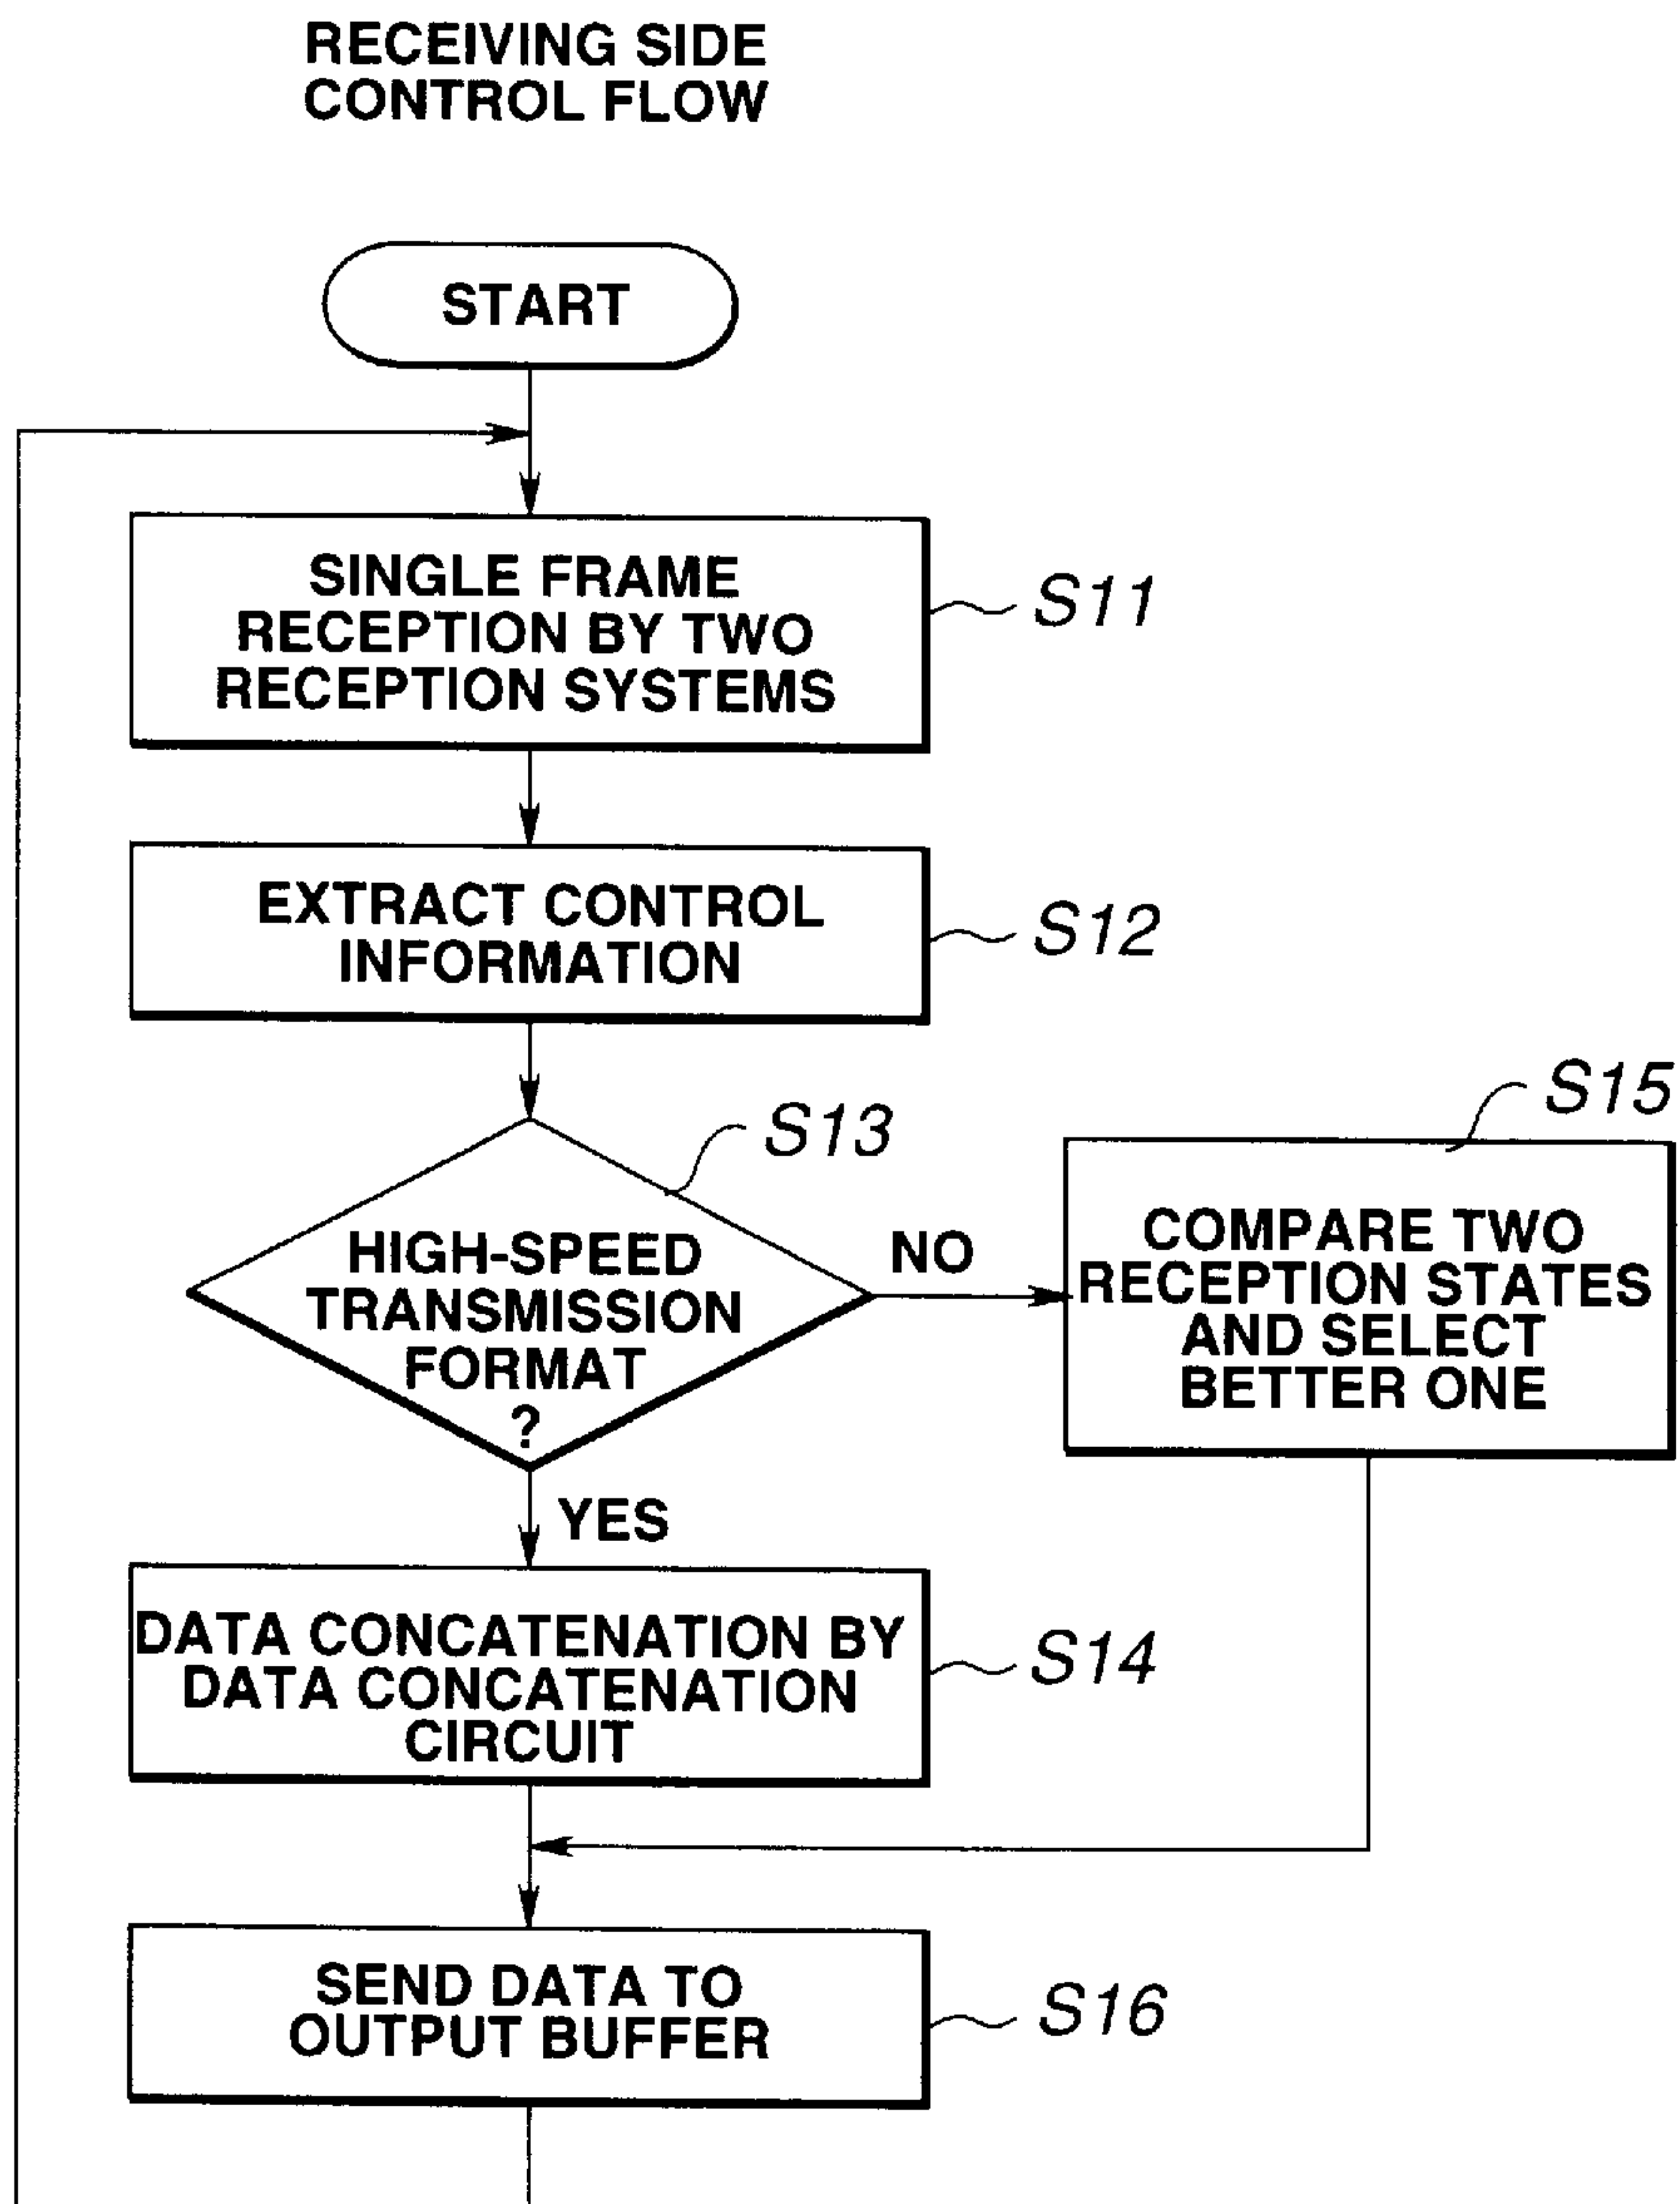 RECEIVING SIDE
CONTROL FLOW
START
SINGLE FRAME
RECEPTION BY TWO
RECEPTION SYSTEMS
S11
EXTRACT CONTROL
INFORMATION
S12
S13
HIGH-SPEED
TRANSMISSION
FORMAT
?
NO
S15
COMPARE TWO
RECEPTION STATES
AND SELECT
BETTER ONE
YES
DATA CONCATENATION BY
DATA CONCATENATION
CIRCUIT
S14
SEND DATA TO
OUTPUT BUFFER
S16